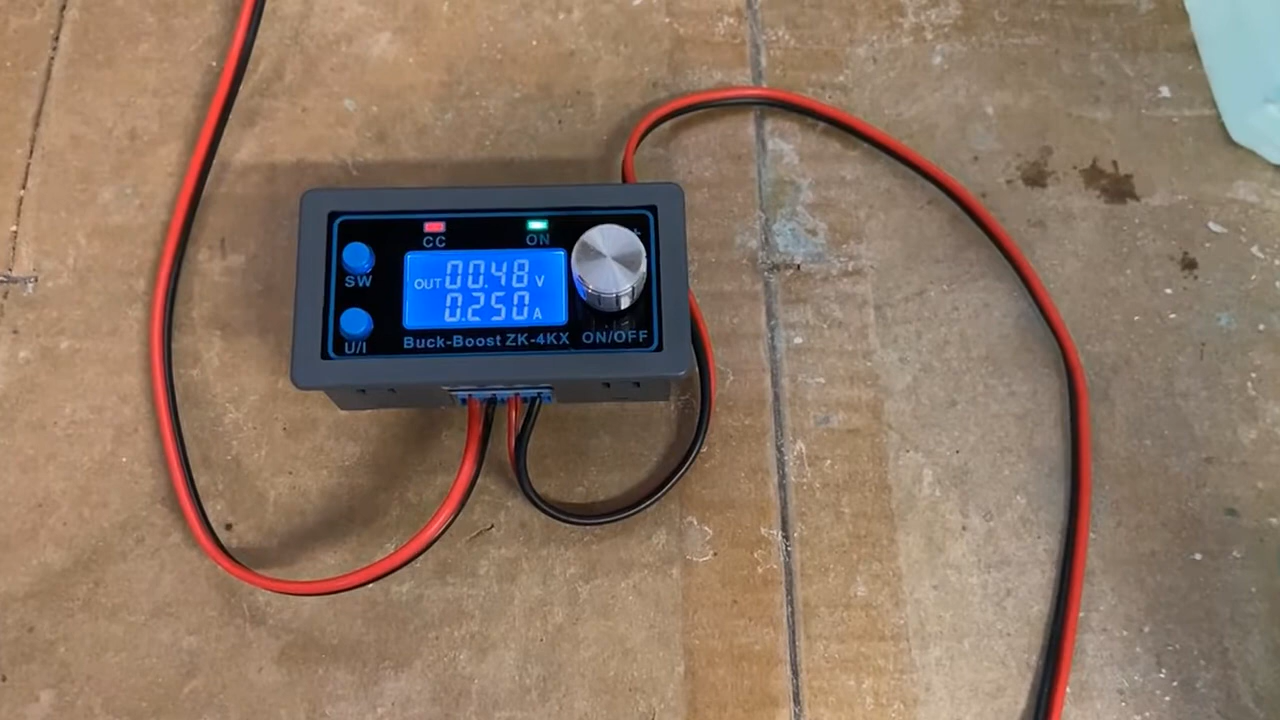 CC ON
SW
OUT 00.48 V
0.250 A
U/I
Buck-Boost ZK-4KX ON/OFF
+